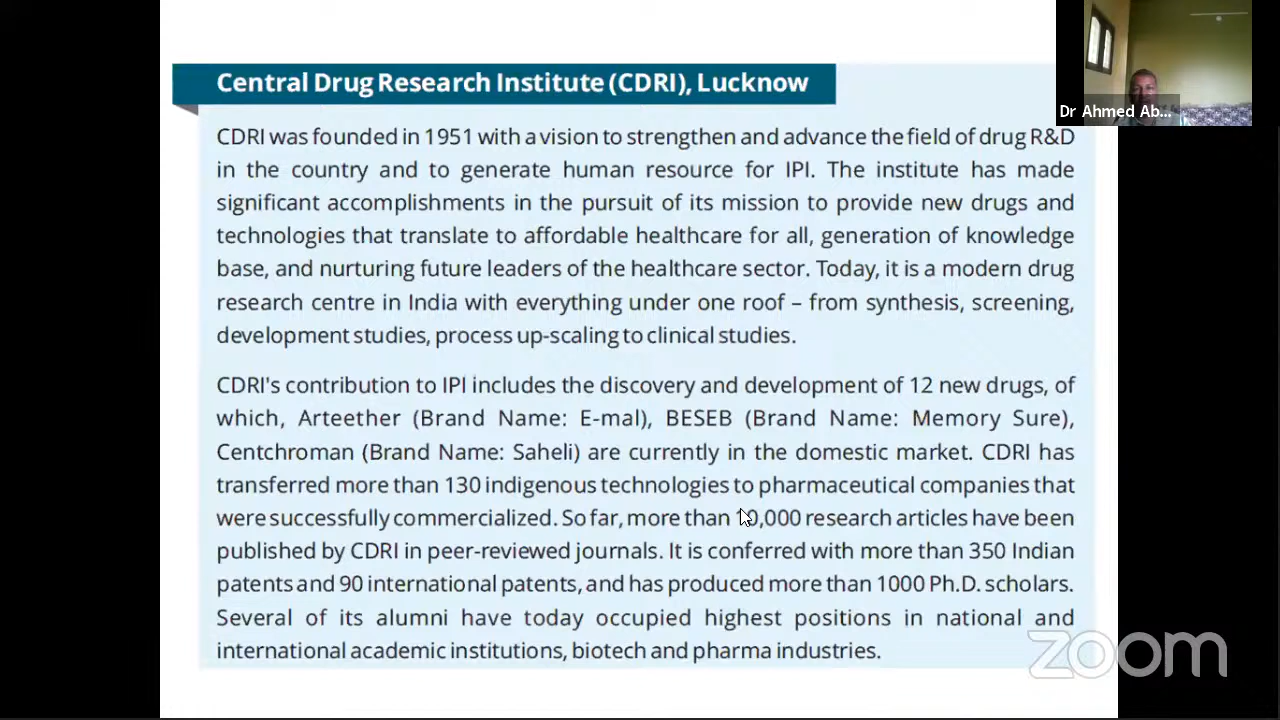 Central Drug Research Institute (CDRI), Lucknow
Dr Ahmed Ab...
CDRI was founded in 1951 with a vision to strengthen and advance the field of drug R&D
in the country and to generate human resource for IPI. The institute has made
significant accomplishments in the pursuit of its mission to provide new drugs and
technologies that translate to affordable healthcare for all, generation of knowledge
base, and nurturing future leaders of the healthcare sector. Today, it is a modern drug
research centre in India with everything under one roof – from synthesis, screening,
development studies, process up-scaling to clinical studies.
CDRI's contribution to IPI includes the discovery and development of 12 new drugs, of
which, Arteether (Brand Name: E-mal), BESEB (Brand Name: Memory Sure),
Centchroman (Brand Name: Saheli) are currently in the domestic market. CDRI has
transferred more than 130 indigenous technologies to pharmaceutical companies that
were successfully commercialized. So far, more than 10,000 research articles have been
published by CDRI in peer-reviewed journals. It is conferred with more than 350 Indian
patents and 90 international patents, and has produced more than 1000 Ph.D. scholars.
Several of its alumni have today occupied highest positions in national and
international academic institutions, biotech and pharma industries.
zoom